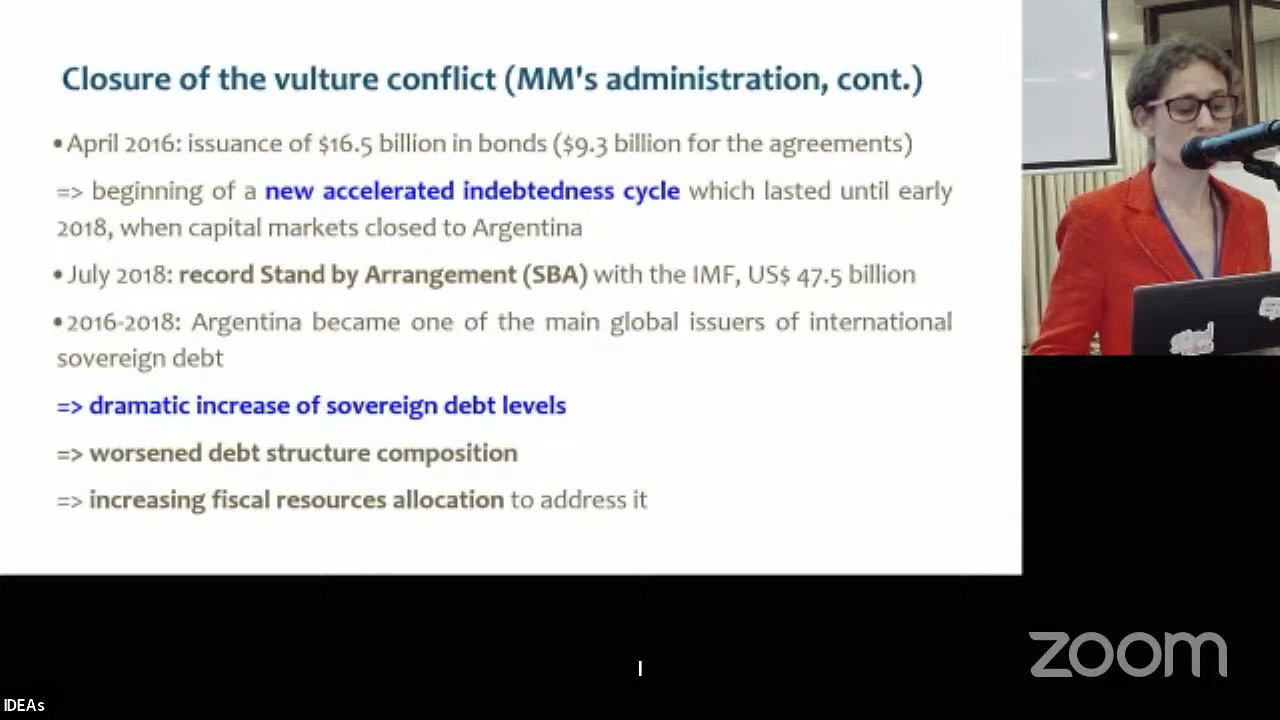 Closure of the vulture conflict (MM's administration, cont.)
•April 2016: issuance of $16.5 billion in bonds ($9.3 billion for the agreements)
=> beginning of a new accelerated indebtedness cycle which lasted until early
2018, when capital markets closed to Argentina
•July 2018: record Stand by Arrangement (SBA) with the IMF, US$ 47.5 billion
•2016-2018: Argentina became one of the main global issuers of international
sovereign debt
=> dramatic increase of sovereign debt levels
=> worsened debt structure composition
=> increasing fiscal resources allocation to address it
zoom
I
IDEAs